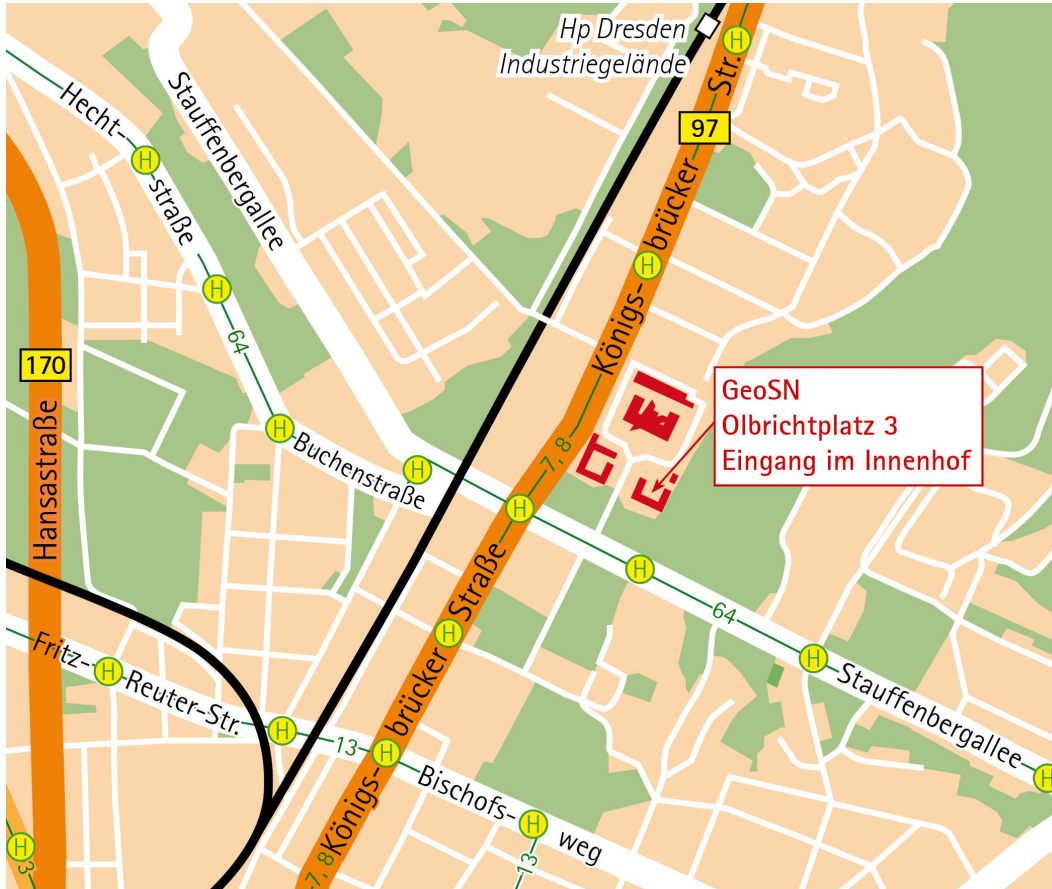 Hp Dresden
Industriegelände
H
Str.
97
Hecht-
straße
H
Stauffenbergallee
brücker
H
Königs-
H
64
170
Hansastraße
GeoSN
Olbrichtplatz 3
Eingang im Innenhof
H
Buchenstraße
H
7, 8
H
Straße
H
64
H
brücker
H
Stauffenbergallee
H
Fritz-
H
Reuter-Str.
H
13
H
Königs-
Bischofs-
H
weg
13
7, 8
H
3